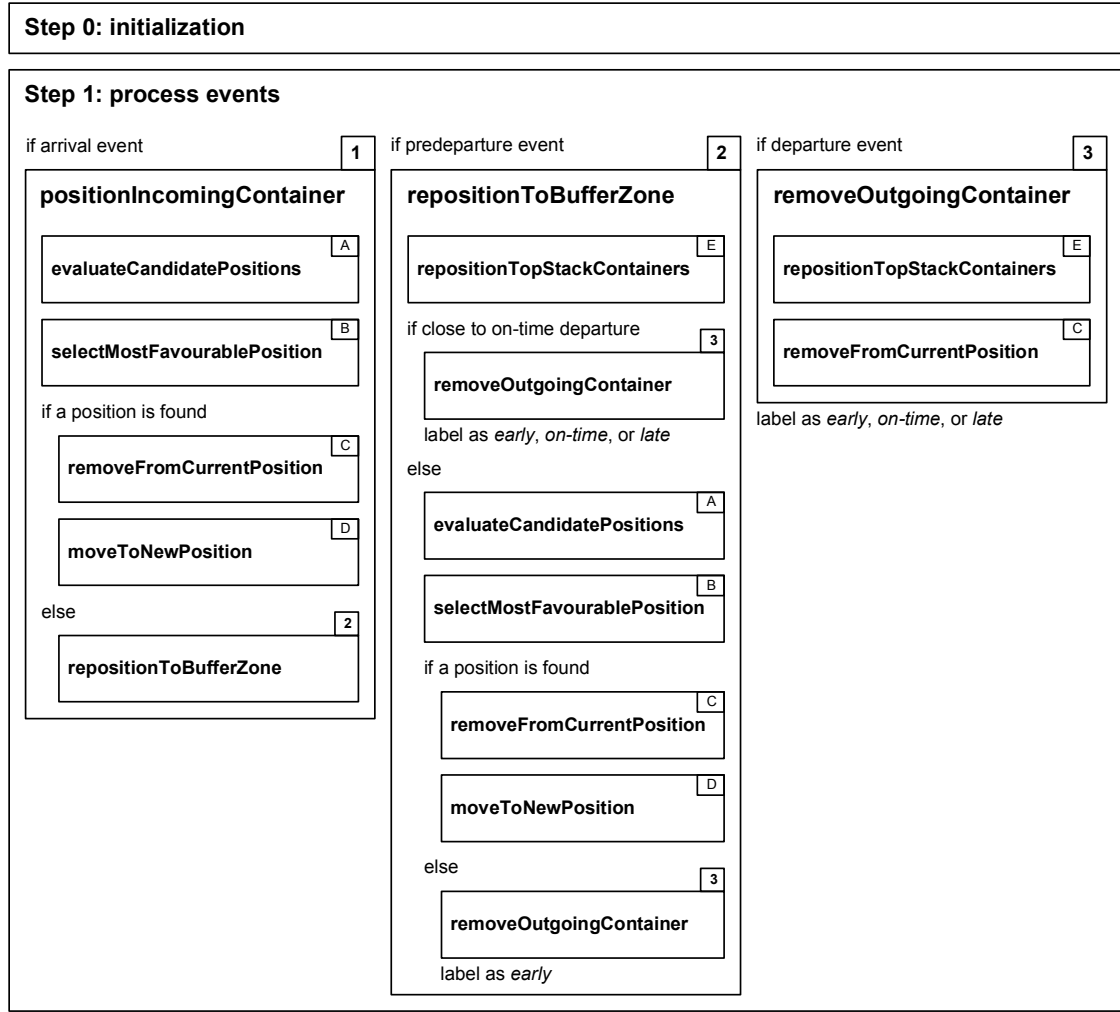 Step 0: initialization
Step 1: process events
if arrival event
1
positionIncomingContainer
A
evaluateCandidatePositions
B
selectMostFavourablePosition
if a position is found
C
removeFromCurrentPosition
D
moveToNewPosition
else
2
repositionToBufferZone
if predeparture event
2
repositionToBufferZone
E
repositionTopStackContainers
if close to on-time departure
3
removeOutgoingContainer
label as early, on-time, or late
else
A
evaluateCandidatePositions
B
selectMostFavourablePosition
if a position is found
C
removeFromCurrentPosition
D
moveToNewPosition
else
3
removeOutgoingContainer
label as early
if departure event
3
removeOutgoingContainer
E
repositionTopStackContainers
C
removeFromCurrentPosition
label as early, on-time, or late